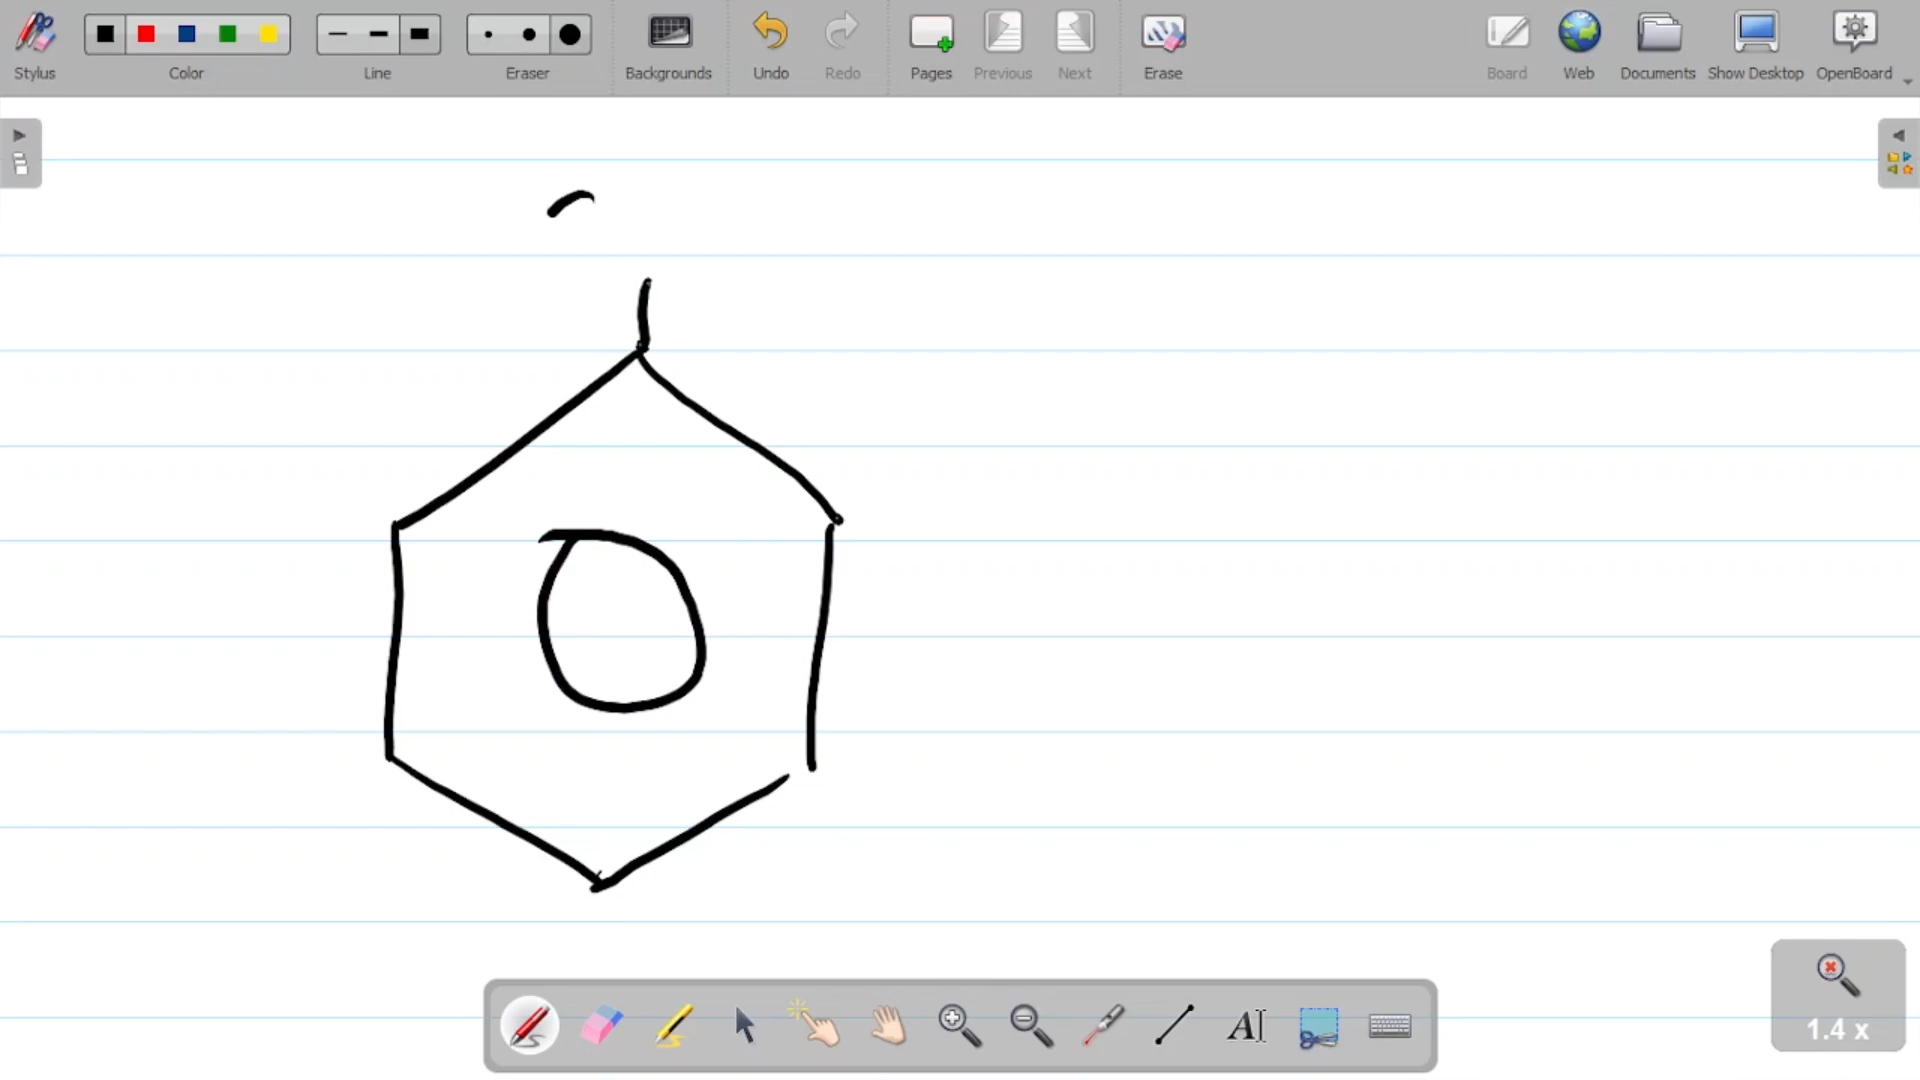 Stylus
Color
Line
Eraser
Backgrounds
Undo
Redo
Pages
Previous
Next
Erase
Board
Web
Documents
Show Desktop
OpenBoard
1.4 x